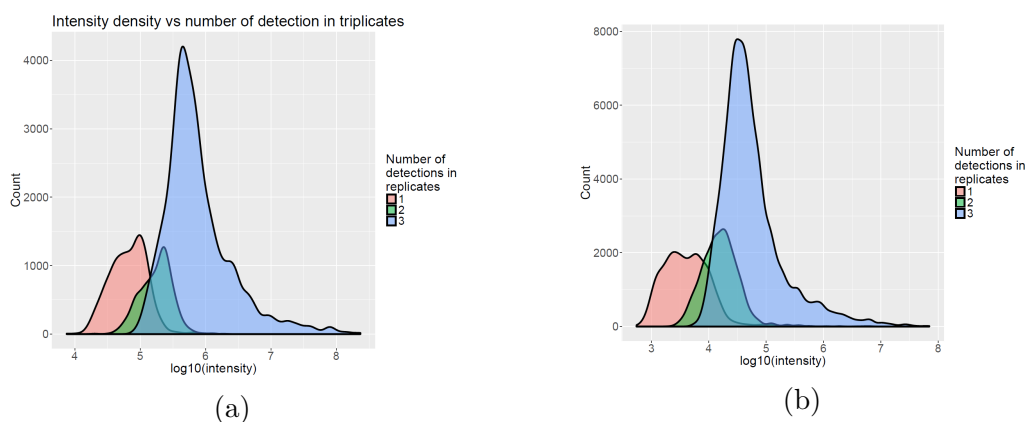 Intensity density vs number of detection in triplicates
Count
4000
3000
2000
1000
0
4 5 6 7 8
log10(intensity)
Number of
detections in
replicates
1
2
3
(a)
Count
8000
6000
4000
2000
0
3 4 5 6 7 8
log10(intensity)
Number of
detections in
replicates
1
2
3
(b)